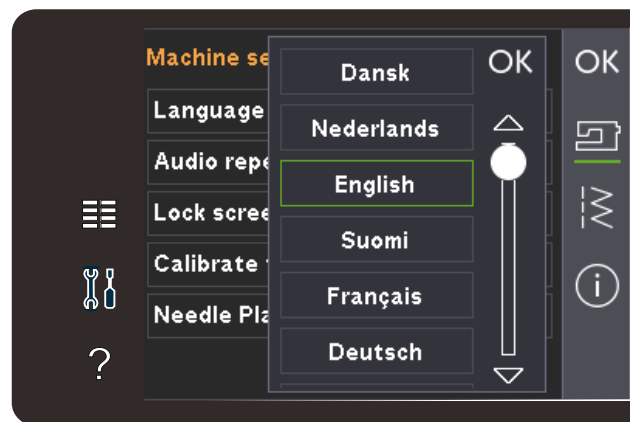 Machine se
Language
Audio repe
Lock scree
Calibrate
Needle Pla
Dansk
Nederlands
English
Suomi
Français
Deutsch
OK
OK
?
i